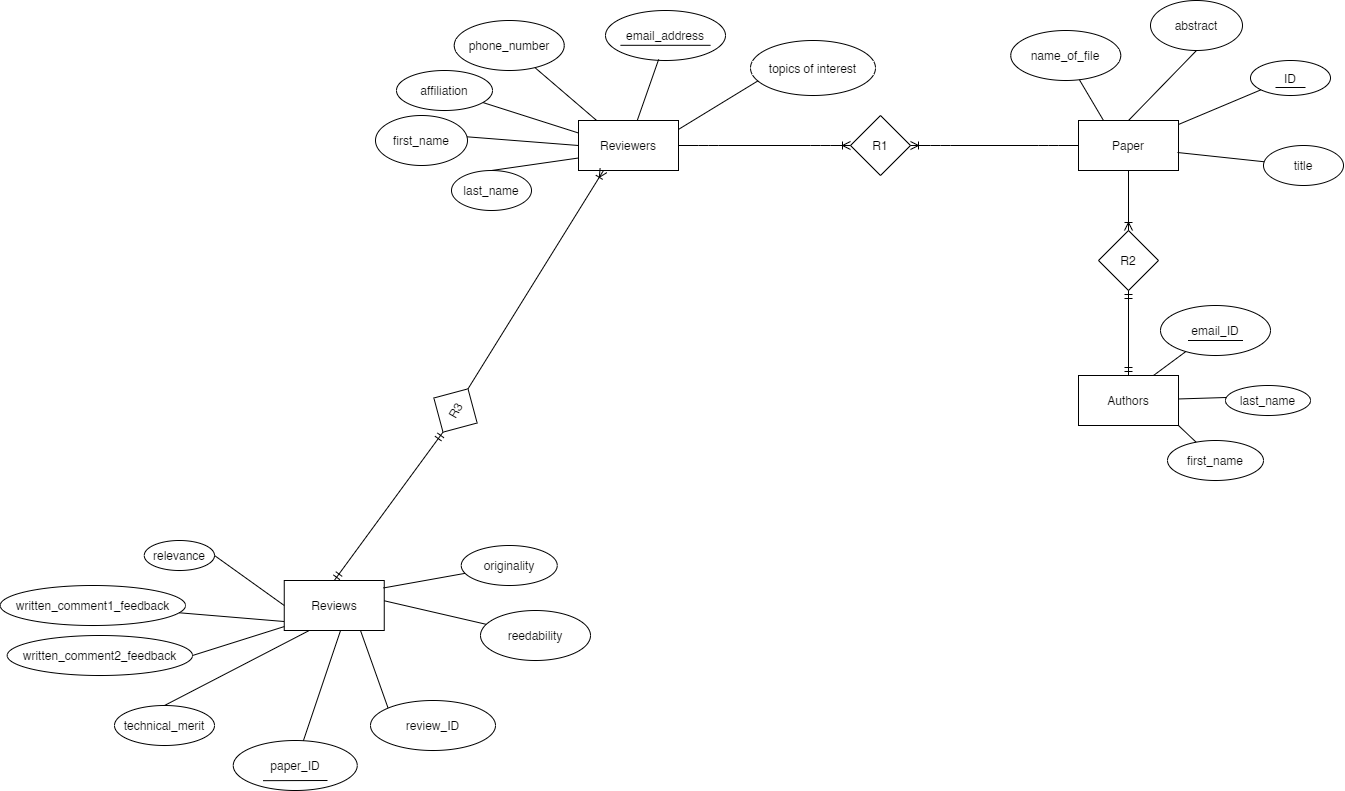 abstract
email_address
phone_number
name_of_file
topics of interest
ID
affiliation
first_name
Reviewers
R1
Paper
title
last_name
R2
email_ID
Authors
last_name
R3
first_name
relevance
originality
written_comment1_feedback
Reviews
reedability
written_comment2_feedback
technical_merit
review_ID
paper_ID